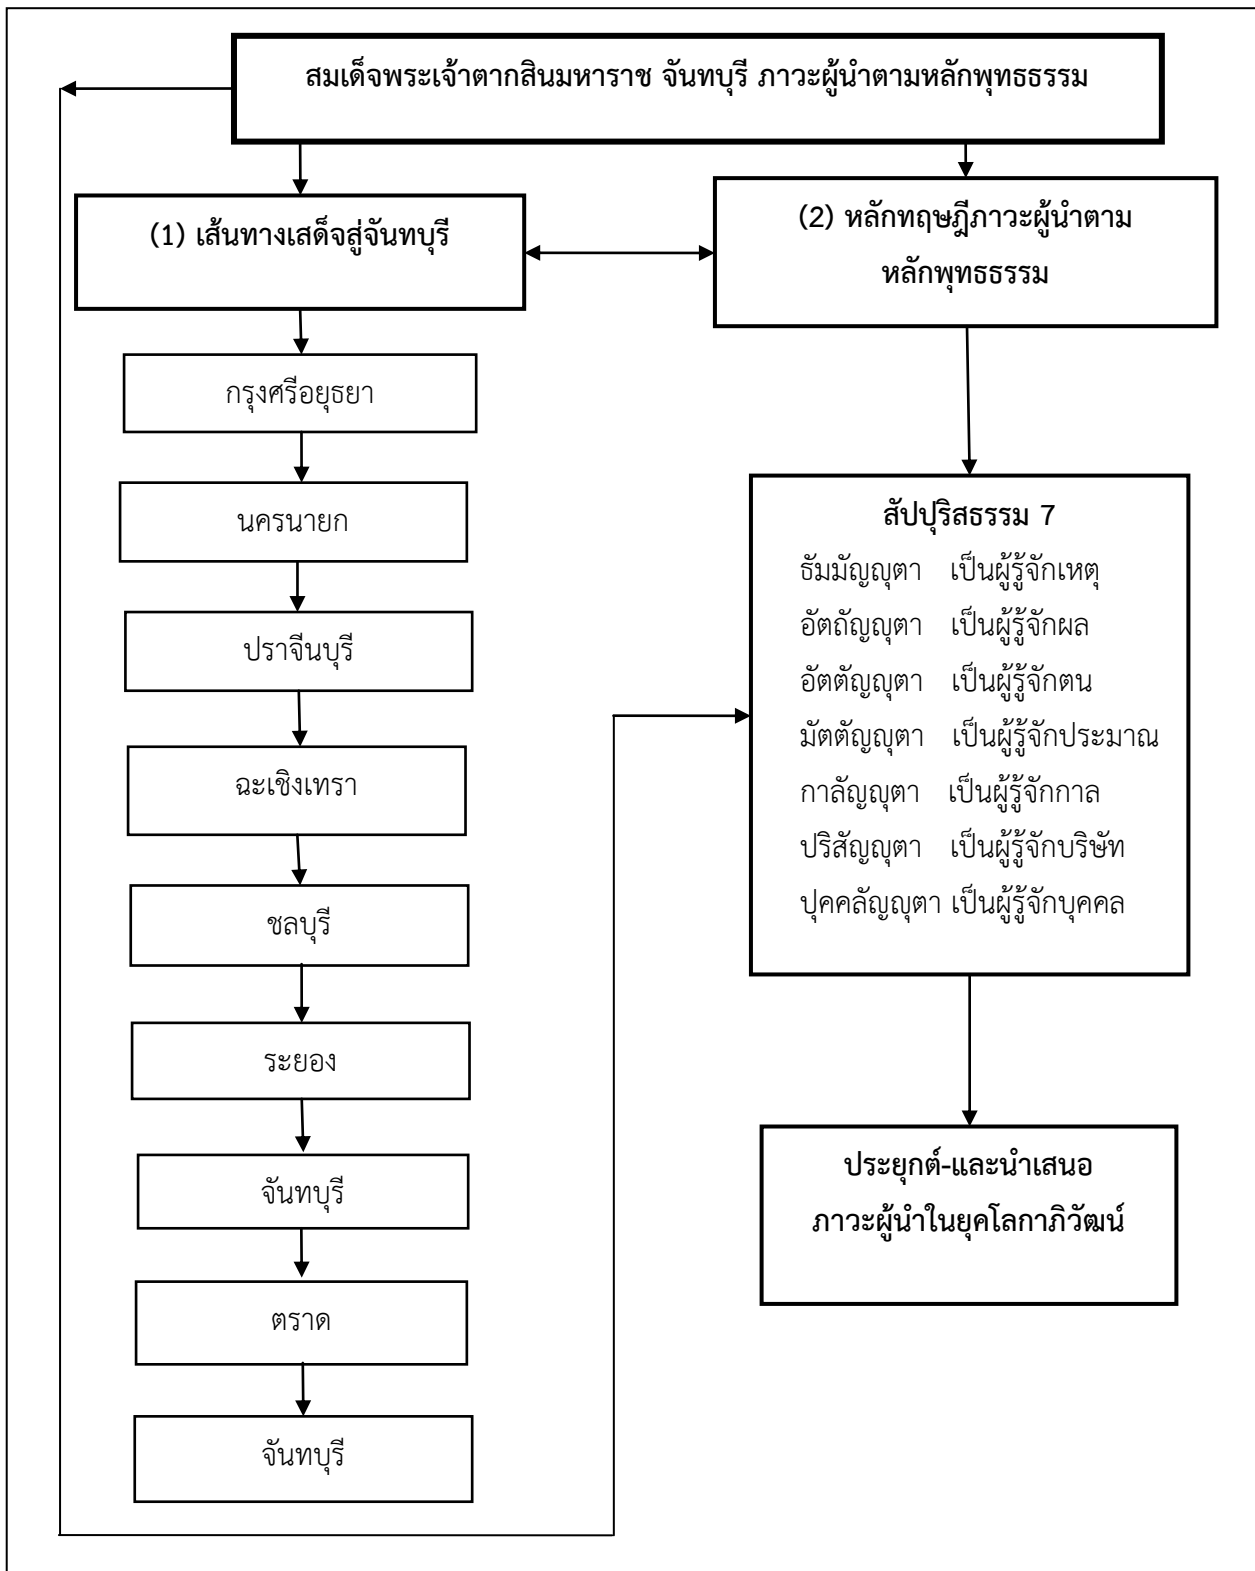 สมเด็จพระเจ้าตากสินมหาราช จันทบุรี ภาวะผู้นำตามหลักพุทธธรรม
(1) เส้นทางเสด็จสู่จันทบุรี
กรุงศรีอยุธยา
นครนายก
ปราจีนบุรี
ฉะเชิงเทรา
ชลบุรี
ระยอง
จันทบุรี
ตราด
จันทบุรี
(2) หลักทฤษฎีภาวะผู้นำตาม
หลักพุทธธรรม
สัปปุริสธรรม 7
ธัมมัญญุตา เป็นผู้รู้จักเหตุ
อัตถัญญุตา เป็นผู้รู้จักผล
อัตตัญญุตา เป็นผู้รู้จักตน
มัตตัญญุตา เป็นผู้รู้จักประมาณ
กาลัญญุตา เป็นผู้รู้จักกาล
ปริสัญญุตา เป็นผู้รู้จักบริษัท
ปุคคลัญญุตา เป็นผู้รู้จักบุคคล
ประยุกต์-และนำเสนอ
ภาวะผู้นำในยุคโลกาภิวัฒน์